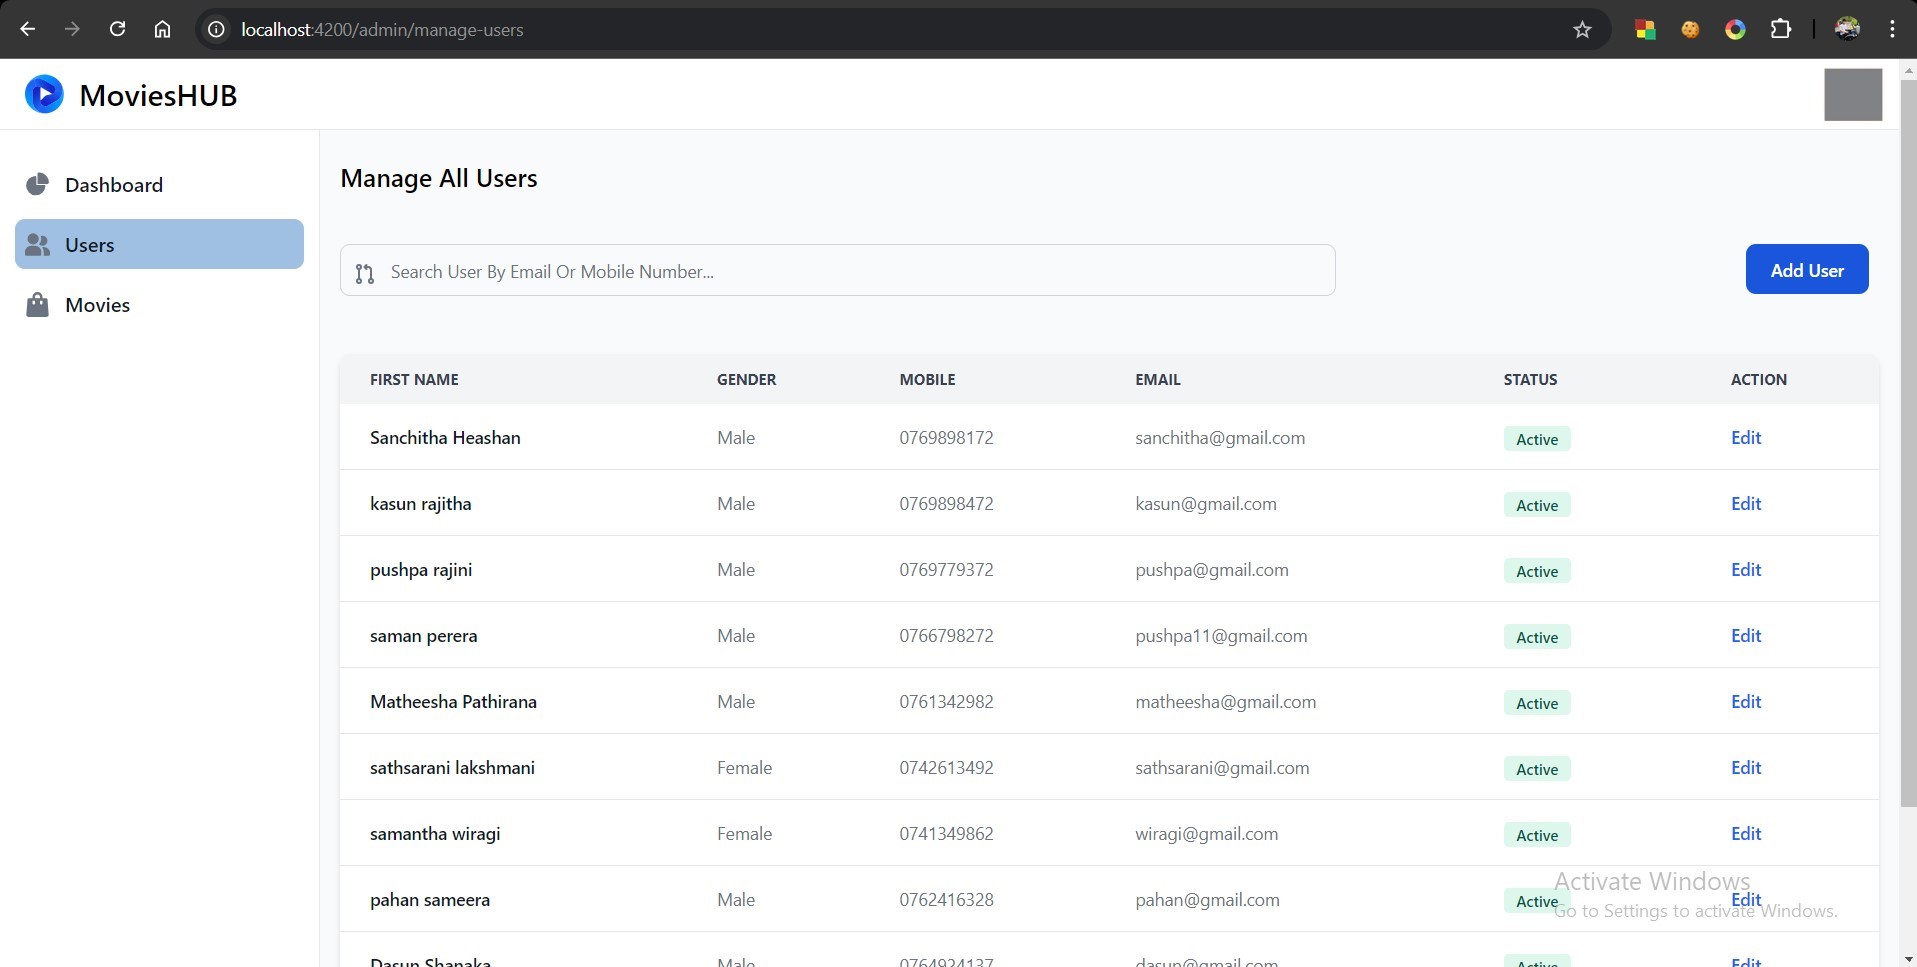 localhost:4200/admin/manage-users
MoviesHUB
Dashboard
Users
Movies
Manage All Users
Search User By Email Or Mobile Number...
Add User
FIRST NAME GENDER MOBILE EMAIL STATUS ACTION
Sanchitha Heashan Male 0769898172 sanchitha@gmail.com Active Edit
kasun rajitha Male 0769898472 kasun@gmail.com Active Edit
pushpa rajini Male 0769779372 pushpa@gmail.com Active Edit
saman perera Male 0766798272 pushpa11@gmail.com Active Edit
Matheesha Pathirana Male 0761342982 matheesha@gmail.com Active Edit
sathsarani lakshmani Female 0742613492 sathsarani@gmail.com Active Edit
samantha wiragi Female 0741349862 wiragi@gmail.com Active Edit
pahan sameera Male 0762416328 pahan@gmail.com Active Edit
Dasun Shanaka Male 0764924137 dasun@gmail.com Active Edit
Activate Windows
Go to Settings to activate Windows.